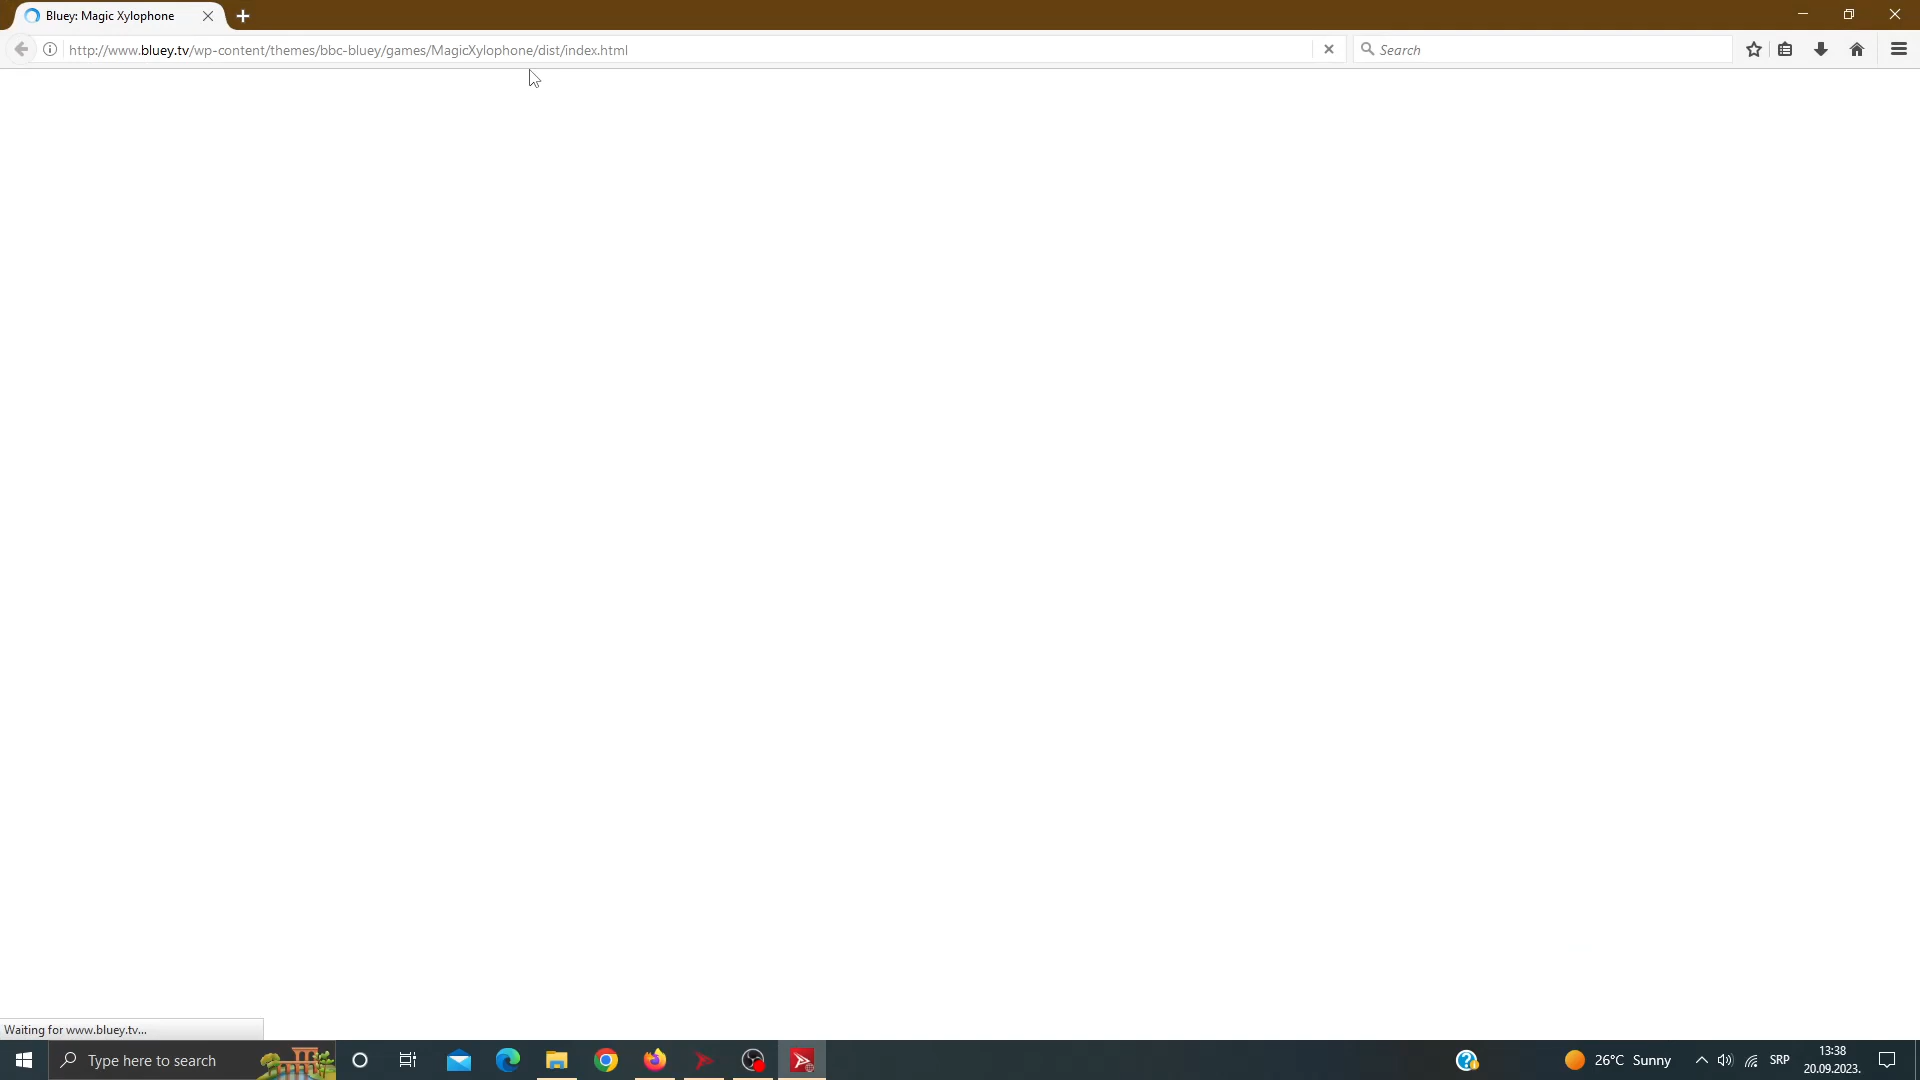 Bluey: Magic Xylophone
http://www.bluey.tv/wp-content/themes/bbc-bluey/games/MagicXylophone/dist/index.html
Search
Waiting for www.bluey.tv...
Type here to search
26°C Sunny
SRP
13:38
20.09.2023.